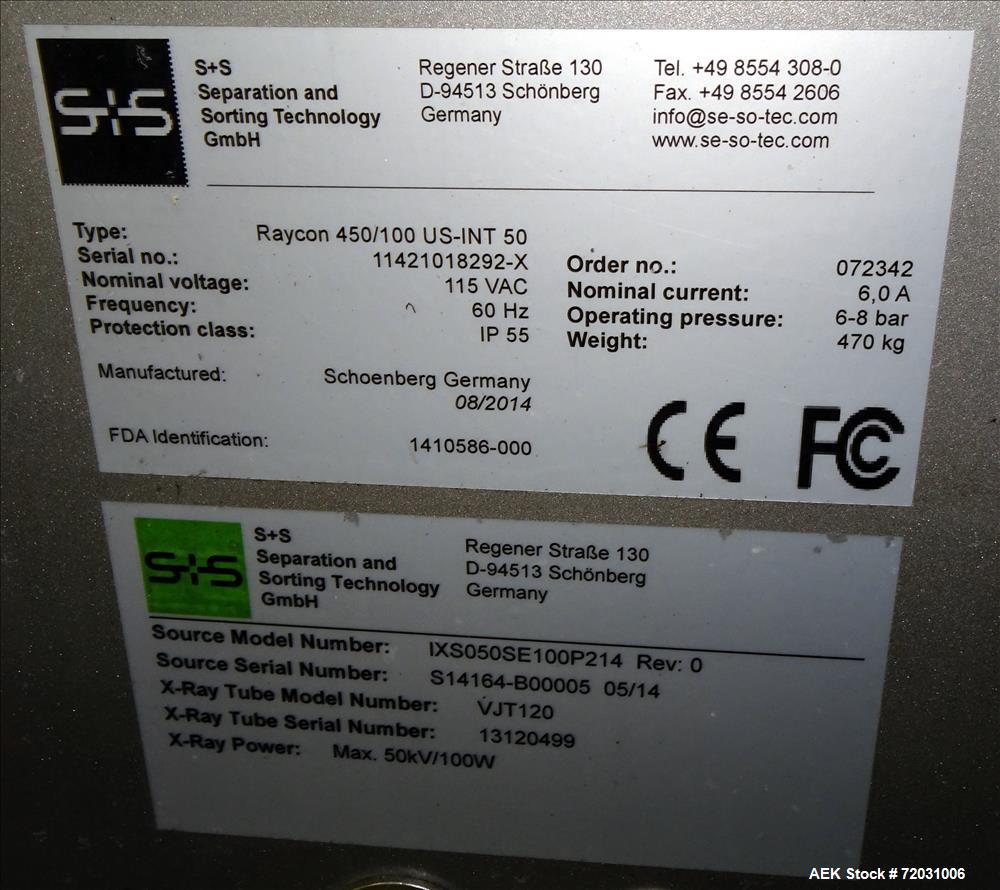 S+S
S+S
Separation and
Sorting Technology
GmbH
Regener Straße 130
D-94513 Schönberg
Germany
Tel. +49 8554 308-0
Fax. +49 8554 2606
info@se-so-tec.com
www.se-so-tec.com
Type: Raycon 450/100 US-INT 50
Serial no.: 11421018292-X
Nominal voltage: 115 VAC
Frequency: 60 Hz
Protection class: IP 55
Order no.: 072342
Nominal current: 6,0 A
Operating pressure: 6-8 bar
Weight: 470 kg
Manufactured: Schoenberg Germany
08/2014
FDA Identification: 1410586-000
CE FCC
S+S
S+S
Separation and
Sorting Technology
GmbH
Regener Straße 130
D-94513 Schönberg
Germany
Source Model Number: IXS050SE100P214 Rev: 0
Source Serial Number: S14164-B00005 05/14
X-Ray Tube Model Number: VJT120
X-Ray Tube Serial Number: 13120499
X-Ray Power: Max. 50kV/100W
AEK Stock # 72031006